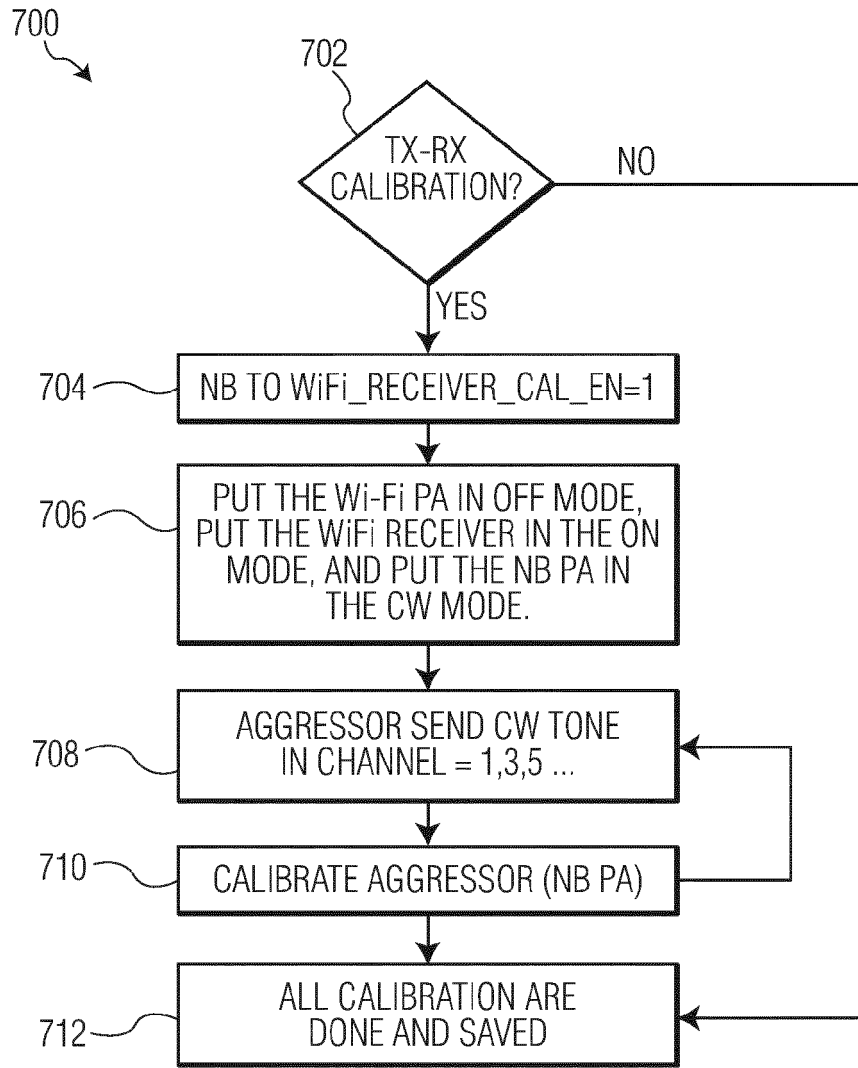 700
702
TX-RX
CALIBRATION?
NO
YES
704
NB TO WiFi_RECEIVER_CAL_EN=1
706
PUT THE Wi-Fi PA IN OFF MODE,
PUT THE WiFi RECEIVER IN THE ON
MODE, AND PUT THE NB PA IN
THE CW MODE.
708
AGGRESSOR SEND CW TONE
IN CHANNEL = 1,3,5 ...
710
CALIBRATE AGGRESSOR (NB PA)
712
ALL CALIBRATION ARE
DONE AND SAVED